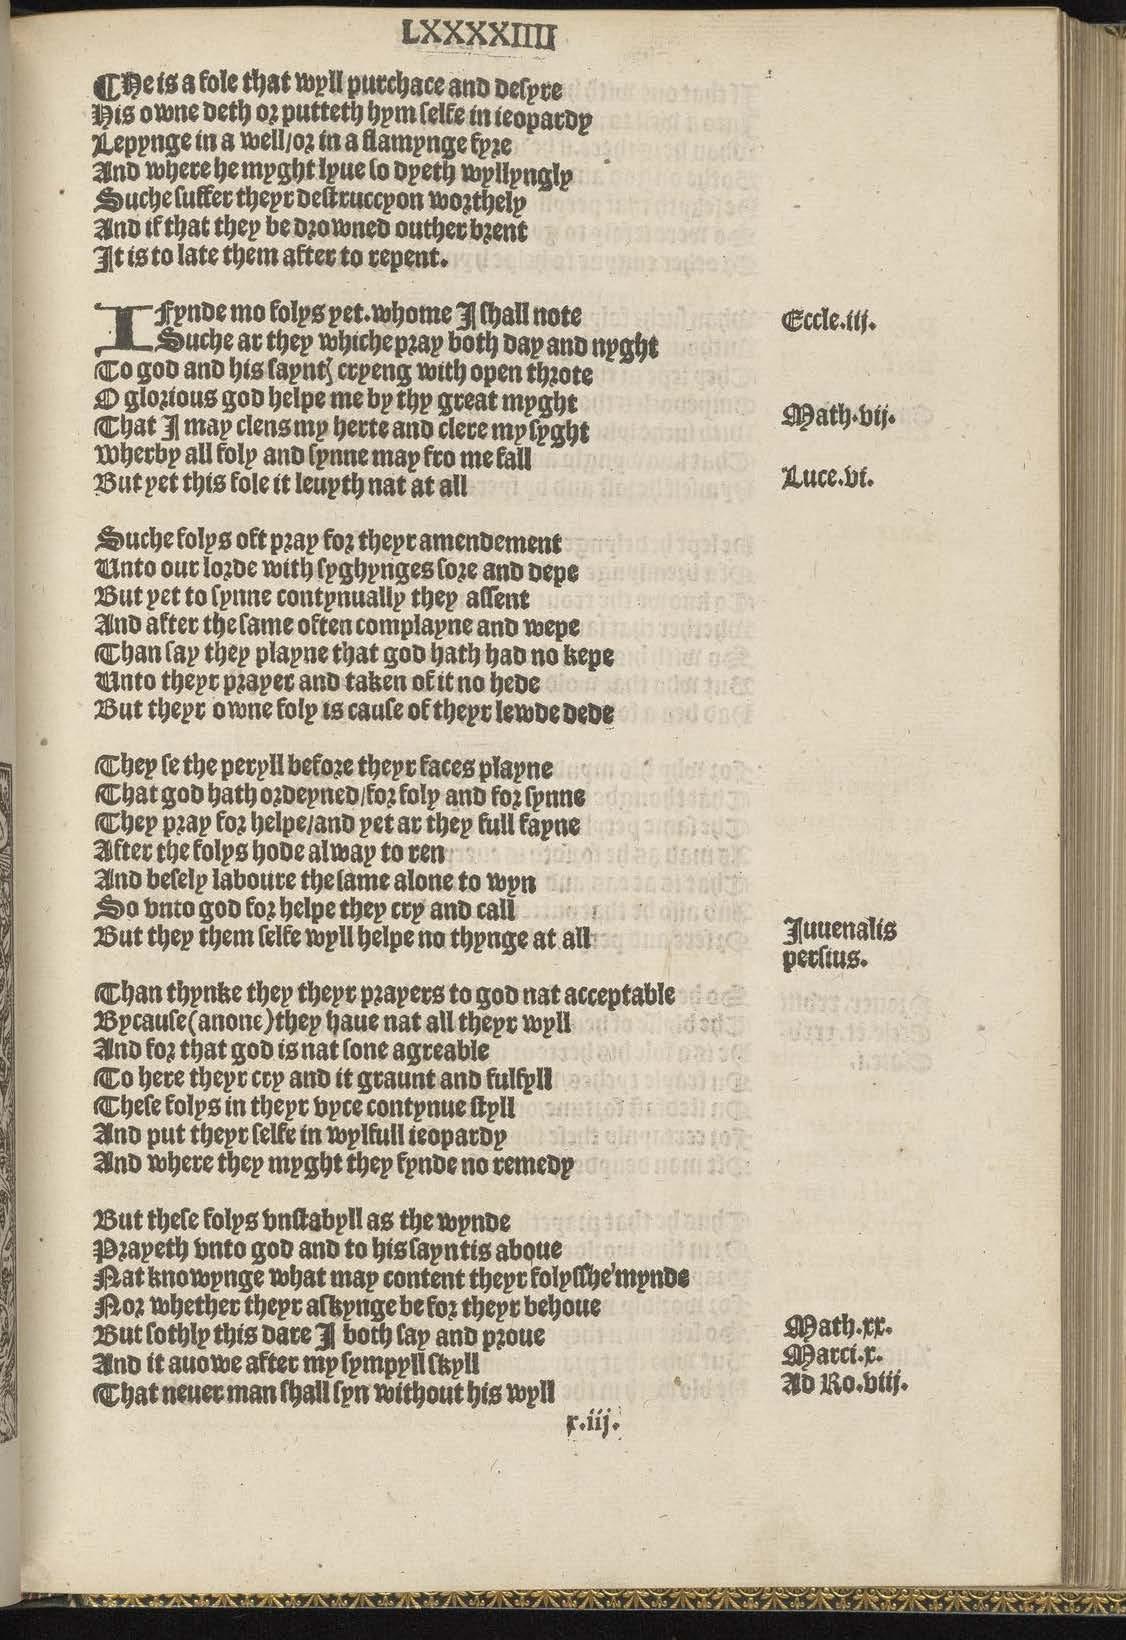 LXXXXIIII
¶He is a fole that wyll purchace and desyre
His owne deth or putteth hym selfe in ieopardy
Lepynge in a well/or in a flamynge fyre
And where he myght lyue so dyeth wyllyngly
Suche suffer theyr destruccyon worthely
And if that they be drowned outher brent
It is to late them after to repent.
I fynde mo folys yet. whome I shall note
Eccle.iij.
Suche ar they whiche pray both day and nyght
To god and his sayntꝭ cryeng with open throte
O glorious god helpe me by thy great myght
Math.vij.
That I may clens my herte and clere my syght
Wherby all foly and synne may fro me fall
But yet this fole it leuyth nat at all
Luce.vi.
Suche folys oft pray for theyr amendement
Unto our lorde with syghynges sore and depe
But yet to synne contynually they assent
And after the same often complayne and wepe
Than say they playne that god hath had no kepe
Unto theyr prayer and taken of it no hede
But theyr owne foly is cause of theyr lewde dede
They se the peryll before theyr faces playne
That god hath ordeyned/for foly and for synne
They pray for helpe/and yet ar they full fayne
After the folys hode alway to ren
And besely laboure the same alone to wyn
So vnto god for helpe they cry and call
But they them selfe wyll helpe no thynge at all
Juuenalis
persius.
Than thynke they theyr prayers to god nat acceptable
Bycause (anone) they haue nat all theyr wyll
And for that god is nat sone agreable
To here theyr cry and it graunt and fulfyll
These folys in theyr vyce contynue styll
And put theyr selfe in wylfull ieopardy
And where they myght they fynde no remedy
But these folys vnstabyll as the wynde
Prayeth vnto god and to his sayntis aboue
Nat knowynge what may content theyr folysshe mynde
Nor whether theyr askynge be for theyr behoue
But sothly this dare I both say and proue
Math.xx.
And it auowe after my sympyll skyll
Marci.x.
That neuer man shall syn without his wyll
Ad Ro.viij.
r.iij.